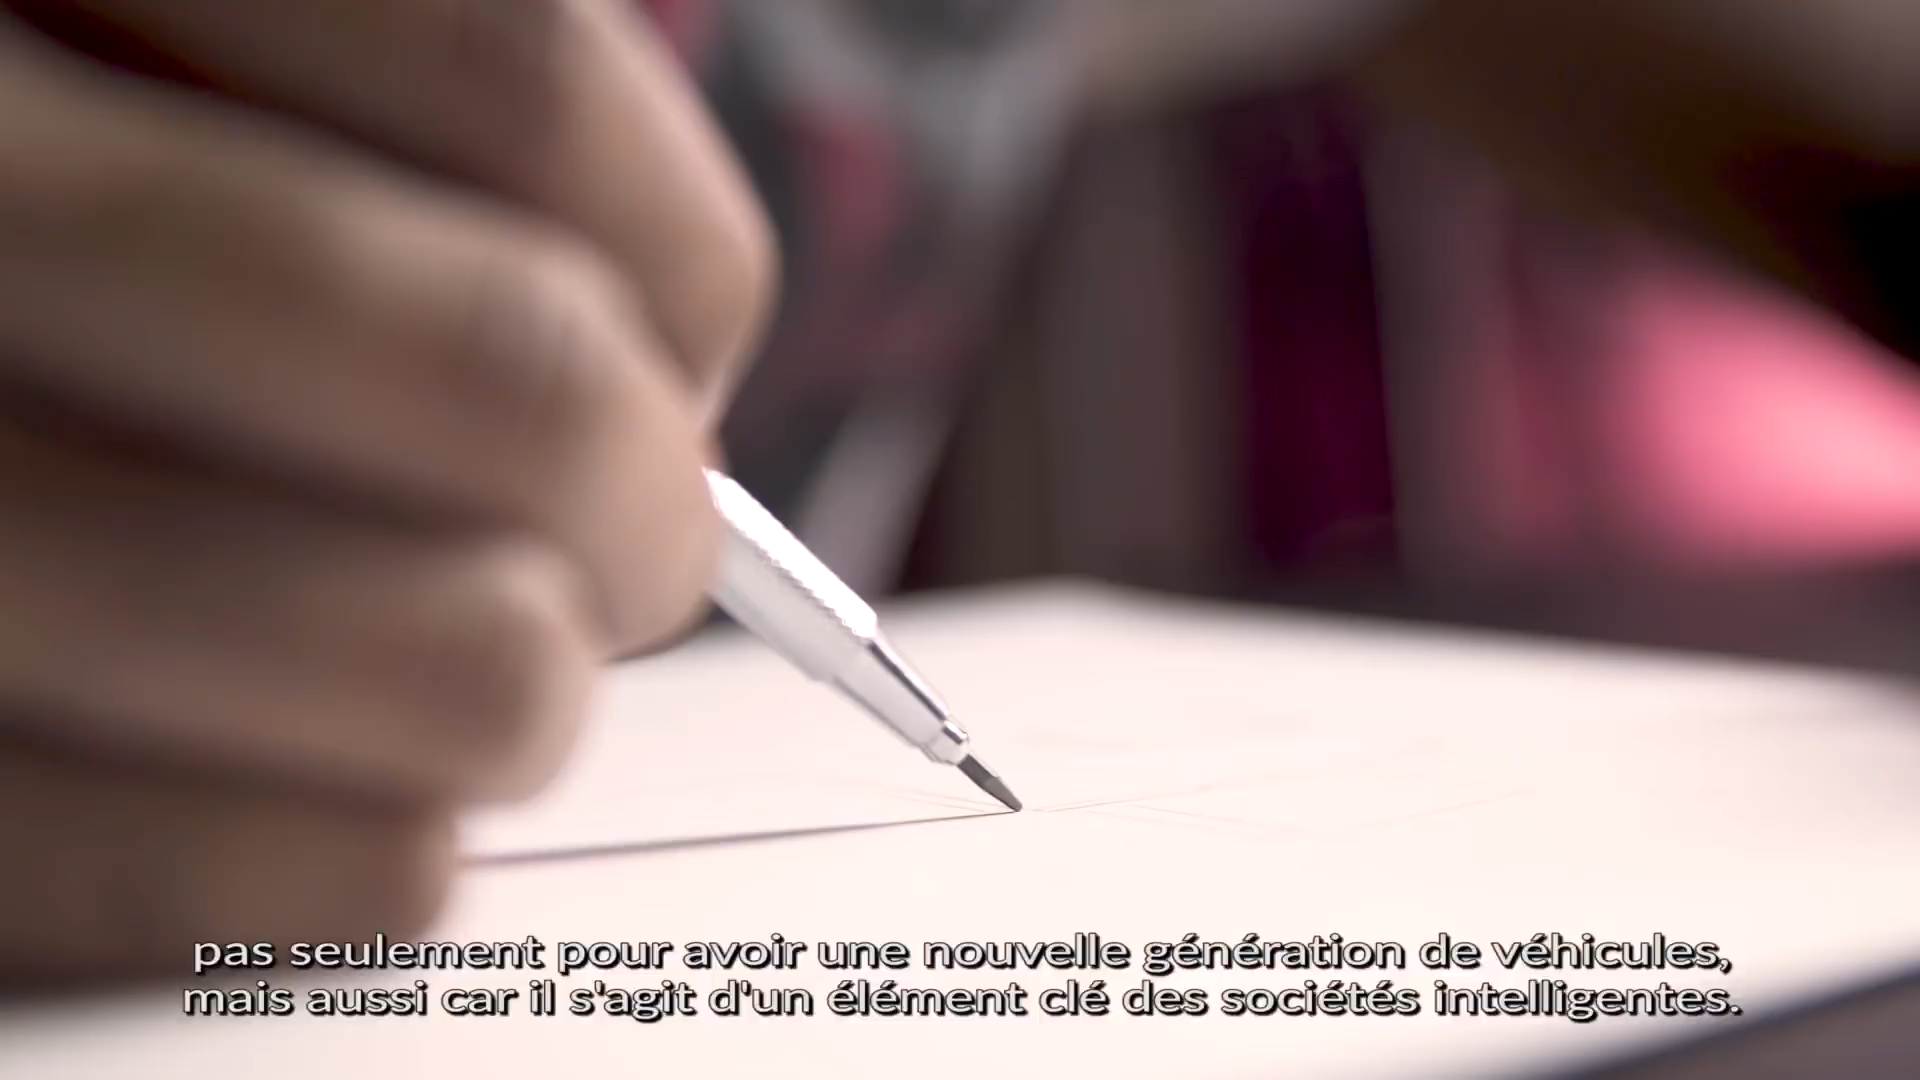 pas seulement pour avoir une nouvelle génération de véhicules,
mais aussi car il s'agit d'un élément clé des sociétés intelligentes.